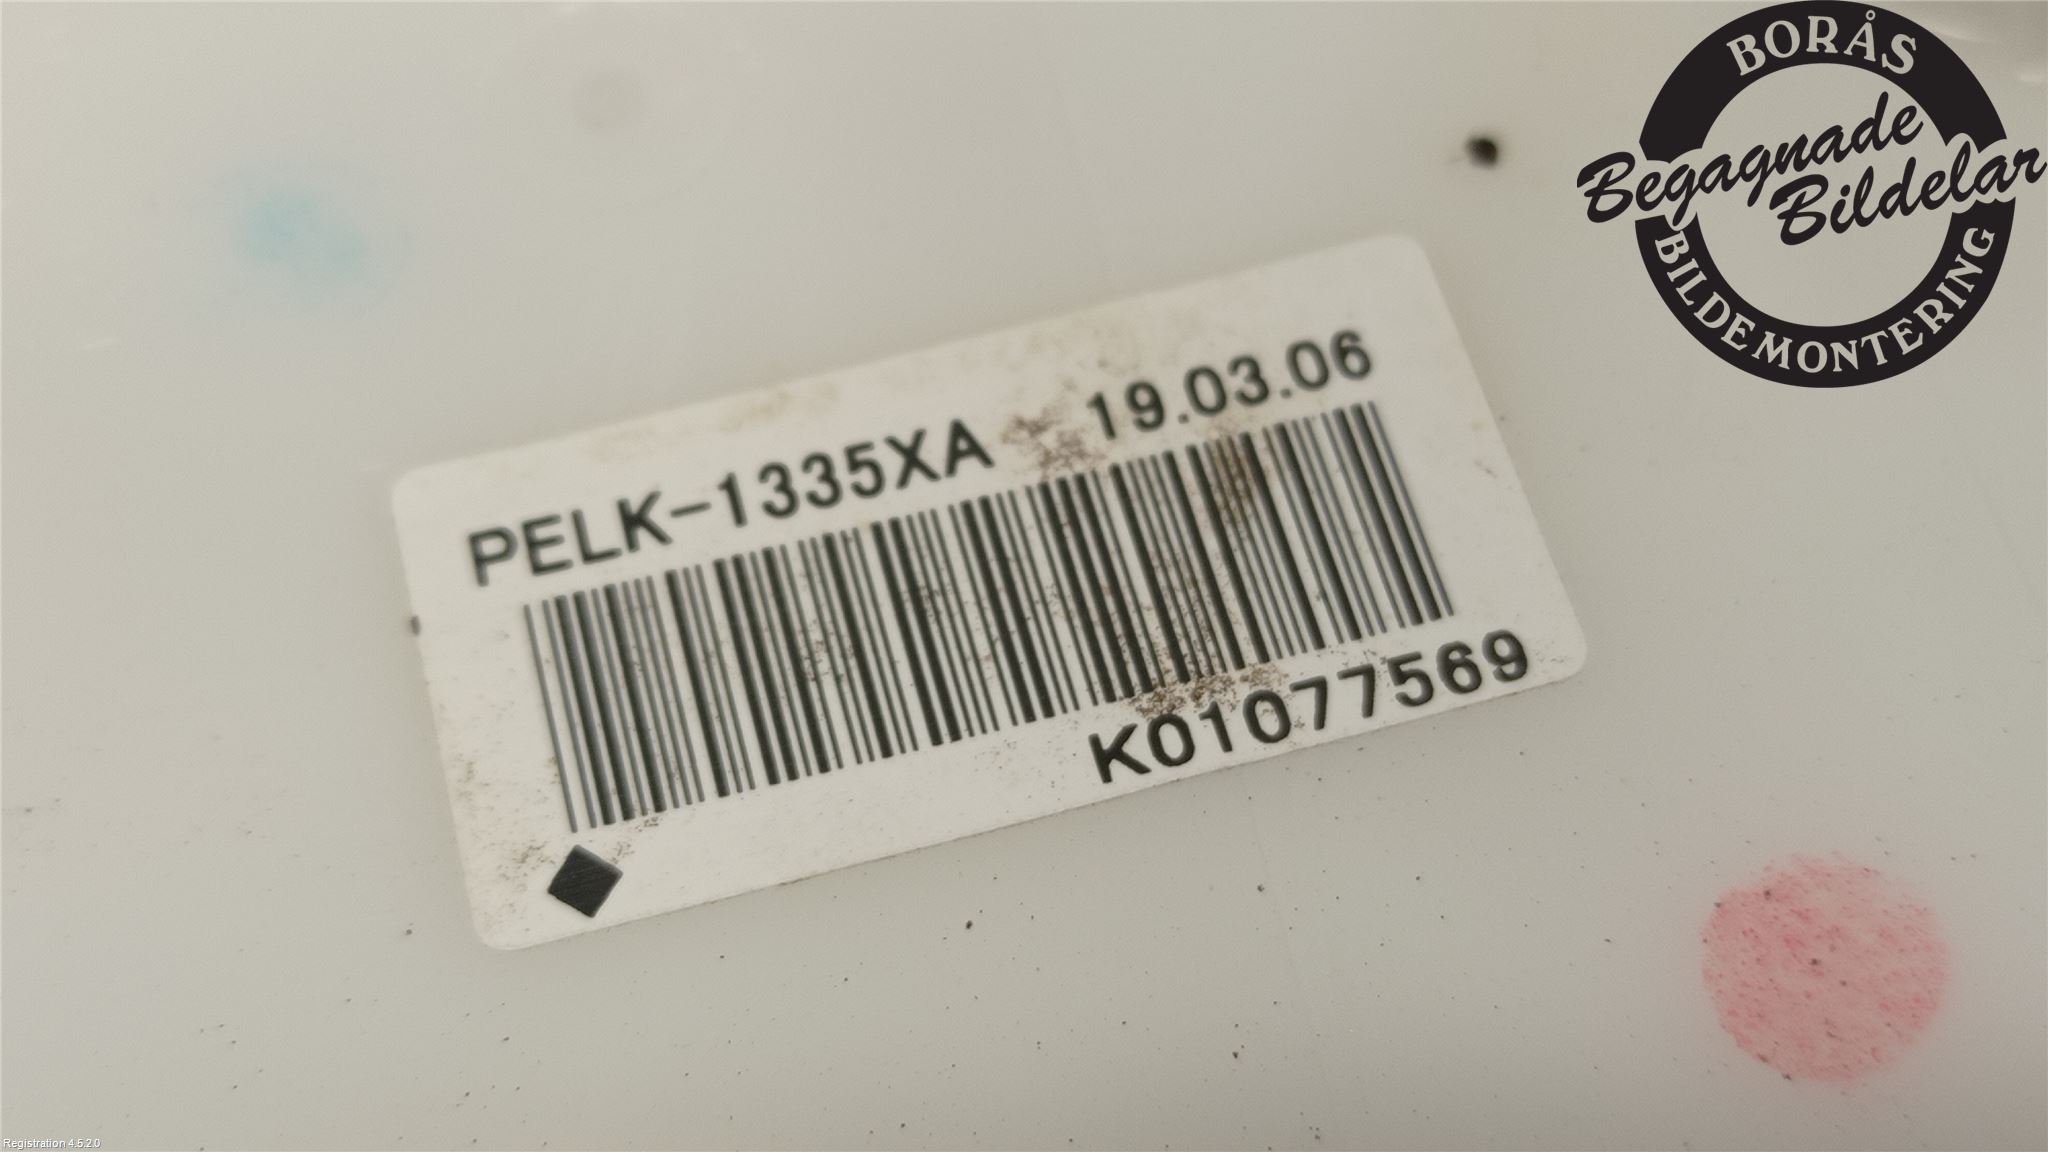 BORÅS
Begagnade
Bildelar
BILDEMONTERING
PELK-1335XA 19.03.06
K01077569
Registration 4.5.2.0